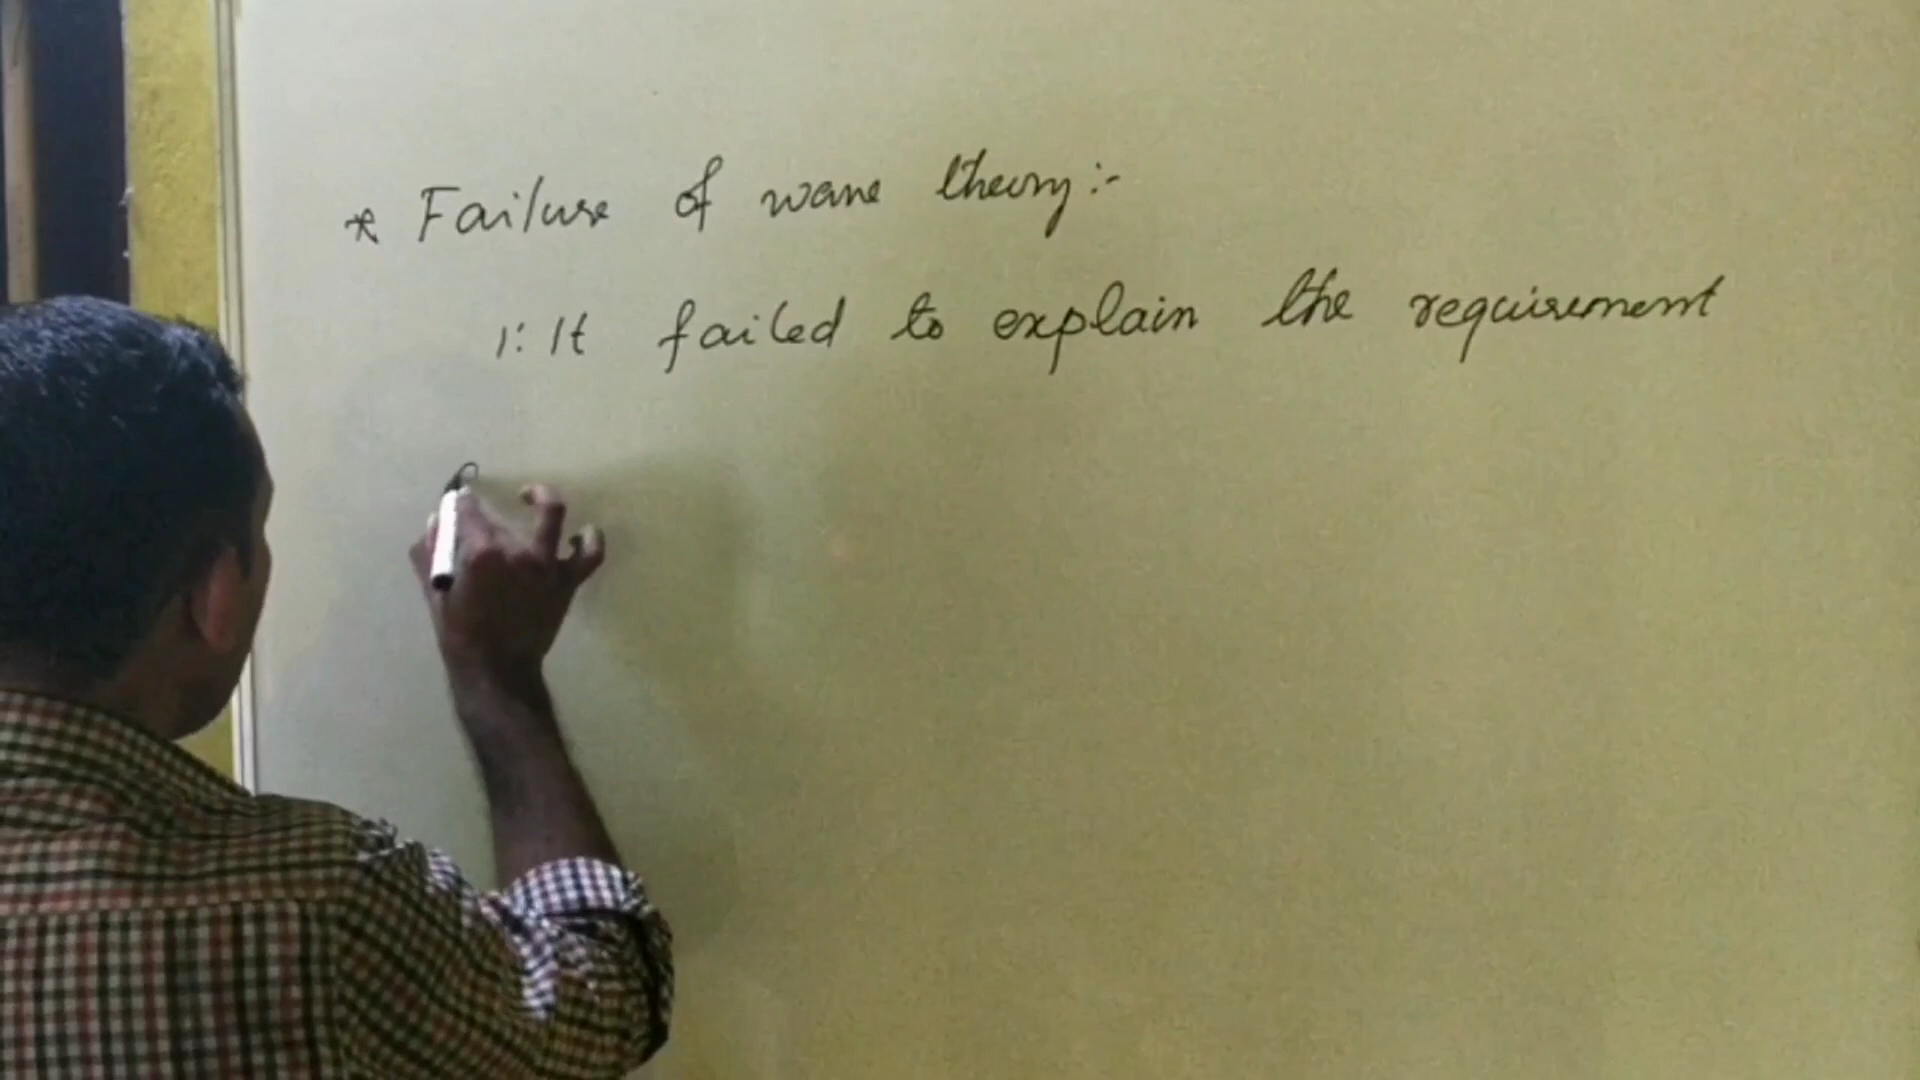 * Failure of wave theory:-
1: It failed to explain the requirement